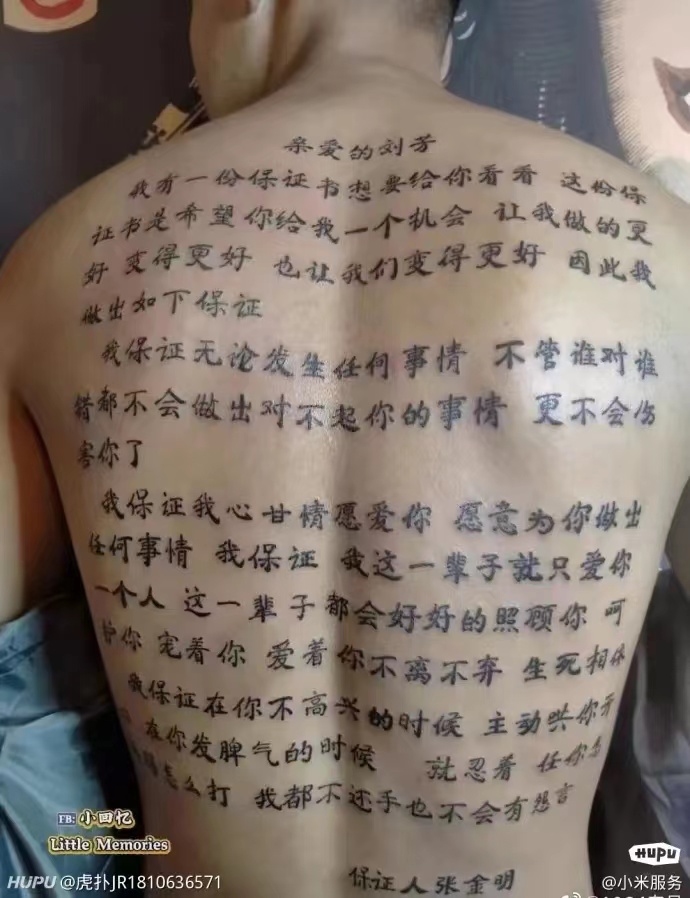 亲爱的刘芳
我有一份保证书想要给你看看 这份保
证书是希望你给我一个机会 让我做的更
好 变得更好 也让我们变得更好 因此我
做出如下保证
我保证无论发生任何事情 不管谁对谁
错都不会做出对不起你的事情 更不会伤
害你了
我保证我心甘情愿爱你 愿意为你做出
任何事情 我保证 我这一辈子就只爱你
一个人 这一辈子都会好好的照顾你 呵
护你 宠着你 爱着你不离不弃 生死相依
我保证在你不高兴的时候 主动哄你开
在你发脾气的时候 就忍着 任你怎
怎么打 我都不还手也不会有怨言
保证人张金明
FB: 小回忆
Little Memories
HUPU @虎扑JR1810636571
HUPU
@小米服务